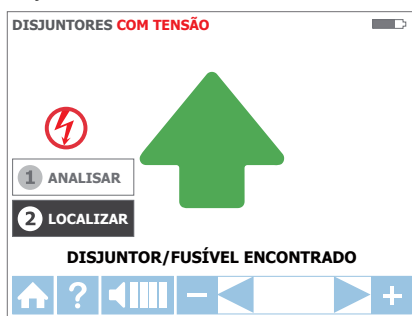 DISJUNTORES COM TENSÃO
1 ANALISAR
2 LOCALIZAR
DISJUNTOR/FUSÍVEL ENCONTRADO
? − +